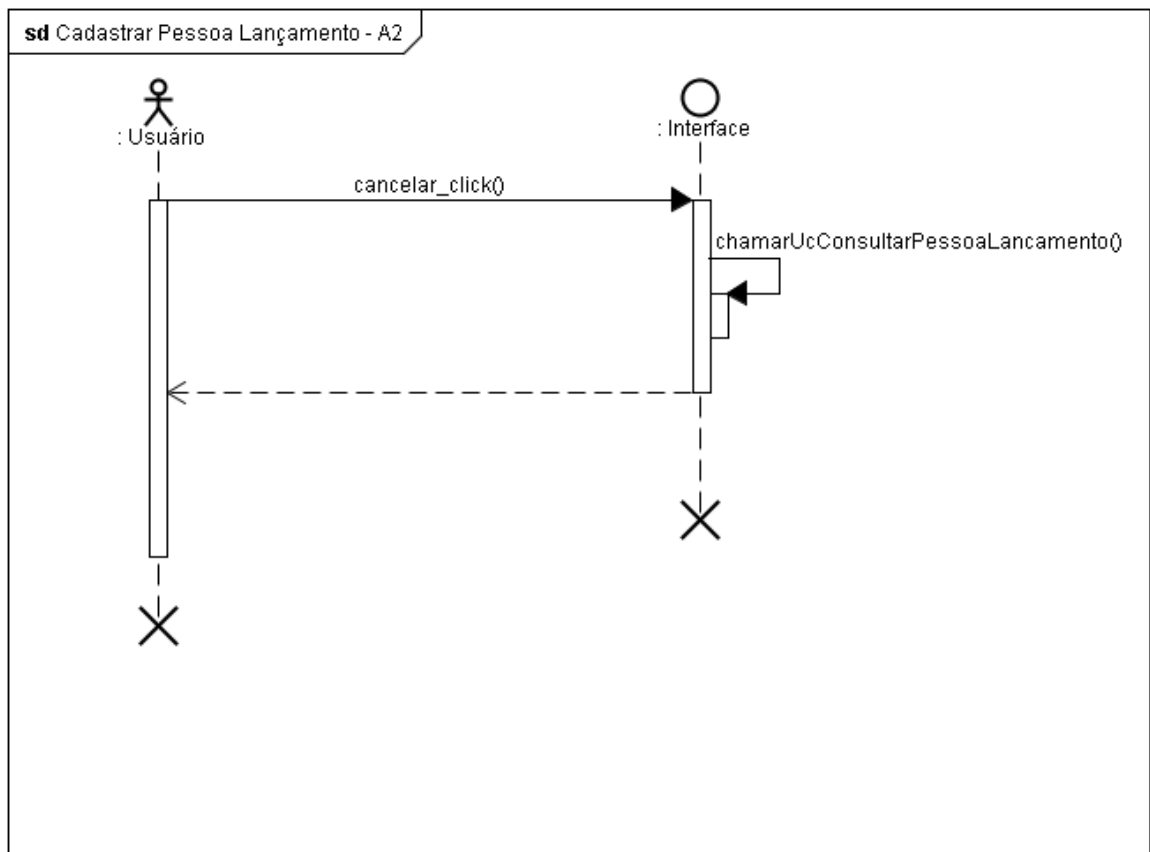 sd Cadastrar Pessoa Lançamento - A2
: Usuário
: Interface
cancelar_click()
chamarUcConsultarPessoaLancamento()